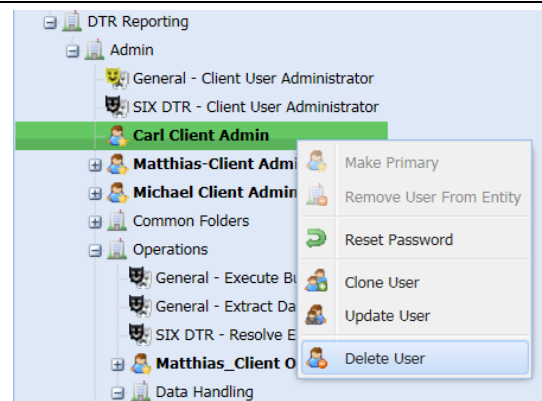 DTR Reporting
Admin
General - Client User Administrator
SIX DTR - Client User Administrator
Carl Client Admin
Matthias-Client Admi
Michael Client Admin
Common Folders
Operations
General - Execute Bu
General - Extract Da
SIX DTR - Resolve E
Matthias_Client O
Data Handling
Make Primary
Remove User From Entity
Reset Password
Clone User
Update User
Delete User